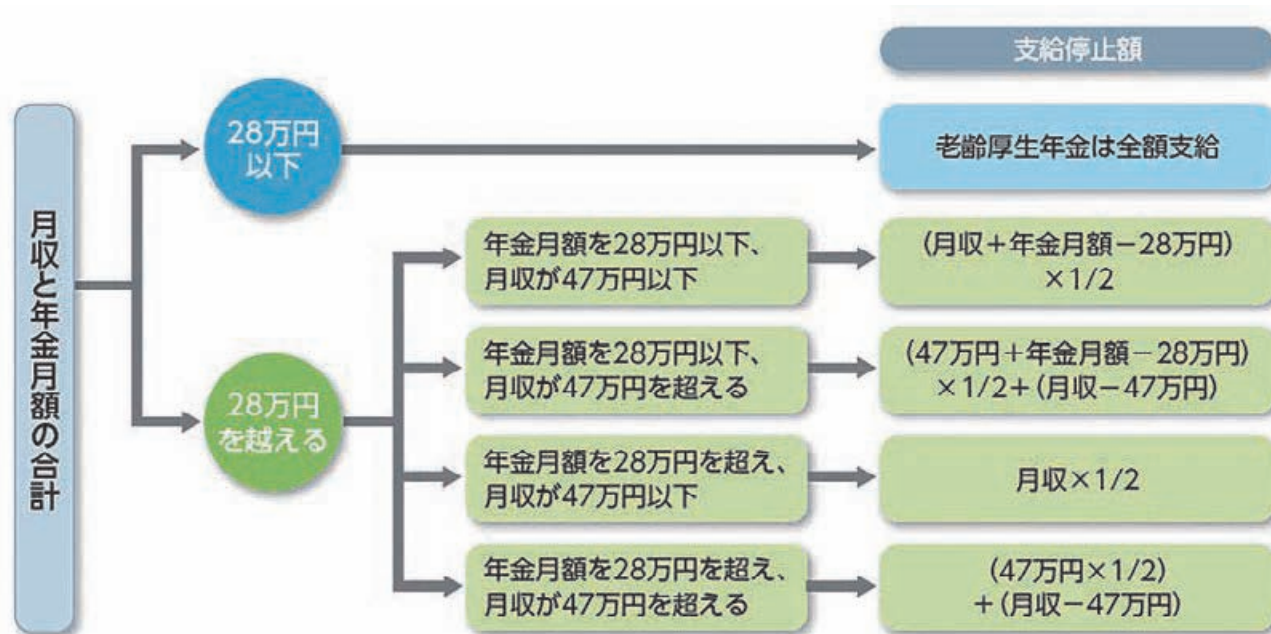 支給停止額
月収と年金月額の合計
28万円
以下
老齢厚生年金は全額支給
28万円
を越える
年金月額を28万円以下、
月収が47万円以下
(月収+年金月額-28万円)
×1/2
年金月額を28万円以下、
月収が47万円を超える
(47万円+年金月額-28万円)
×1/2+(月収-47万円)
年金月額を28万円を超え、
月収が47万円以下
月収×1/2
年金月額を28万円を超え、
月収が47万円を超える
(47万円×1/2)
+(月収-47万円)